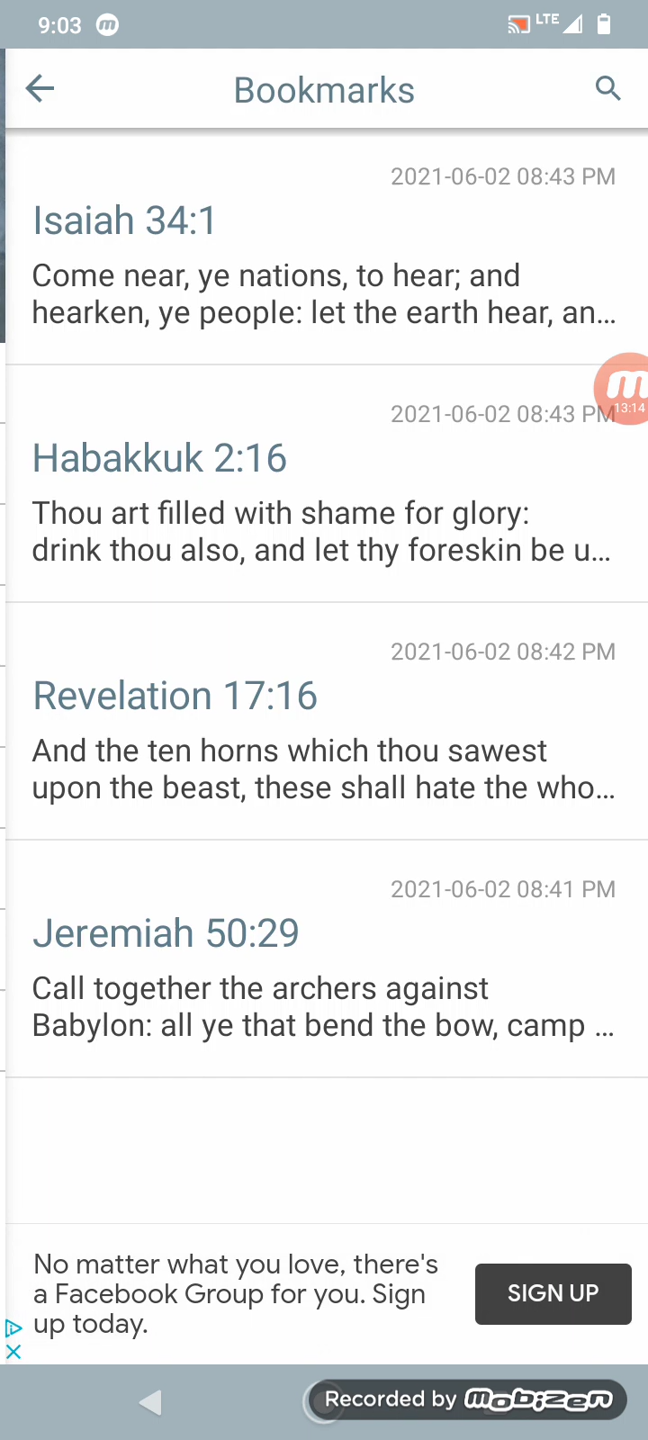 9:03 m LTE
Bookmarks
2021-06-02 08:43 PM
Isaiah 34:1
Come near, ye nations, to hear; and
hearken, ye people: let the earth hear, an...
m
13:14
2021-06-02 08:43 PM
Habakkuk 2:16
Thou art filled with shame for glory:
drink thou also, and let thy foreskin be u...
2021-06-02 08:42 PM
Revelation 17:16
And the ten horns which thou sawest
upon the beast, these shall hate the who...
2021-06-02 08:41 PM
Jeremiah 50:29
Call together the archers against
Babylon: all ye that bend the bow, camp ...
No matter what you love, there's
a Facebook Group for you. Sign
up today.
SIGN UP
Recorded by mobizen